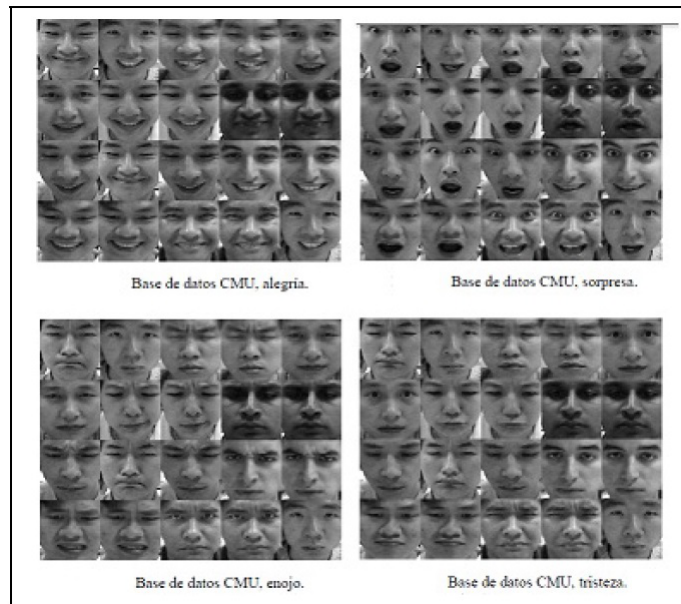 Base de datos CMU, alegría.
Base de datos CMU, sorpresa.
Base de datos CMU, enojo.
Base de datos CMU, tristeza.